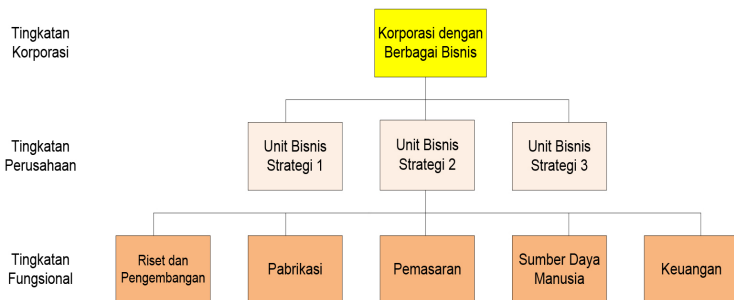 Tingkatan
Korporasi
Korporasi dengan
Berbagai Bisnis
Tingkatan
Perusahaan
Unit Bisnis
Strategi 1
Unit Bisnis
Strategi 2
Unit Bisnis
Strategi 3
Tingkatan
Fungsional
Riset dan
Pengembangan
Pabrikasi
Pemasaran
Sumber Daya
Manusia
Keuangan